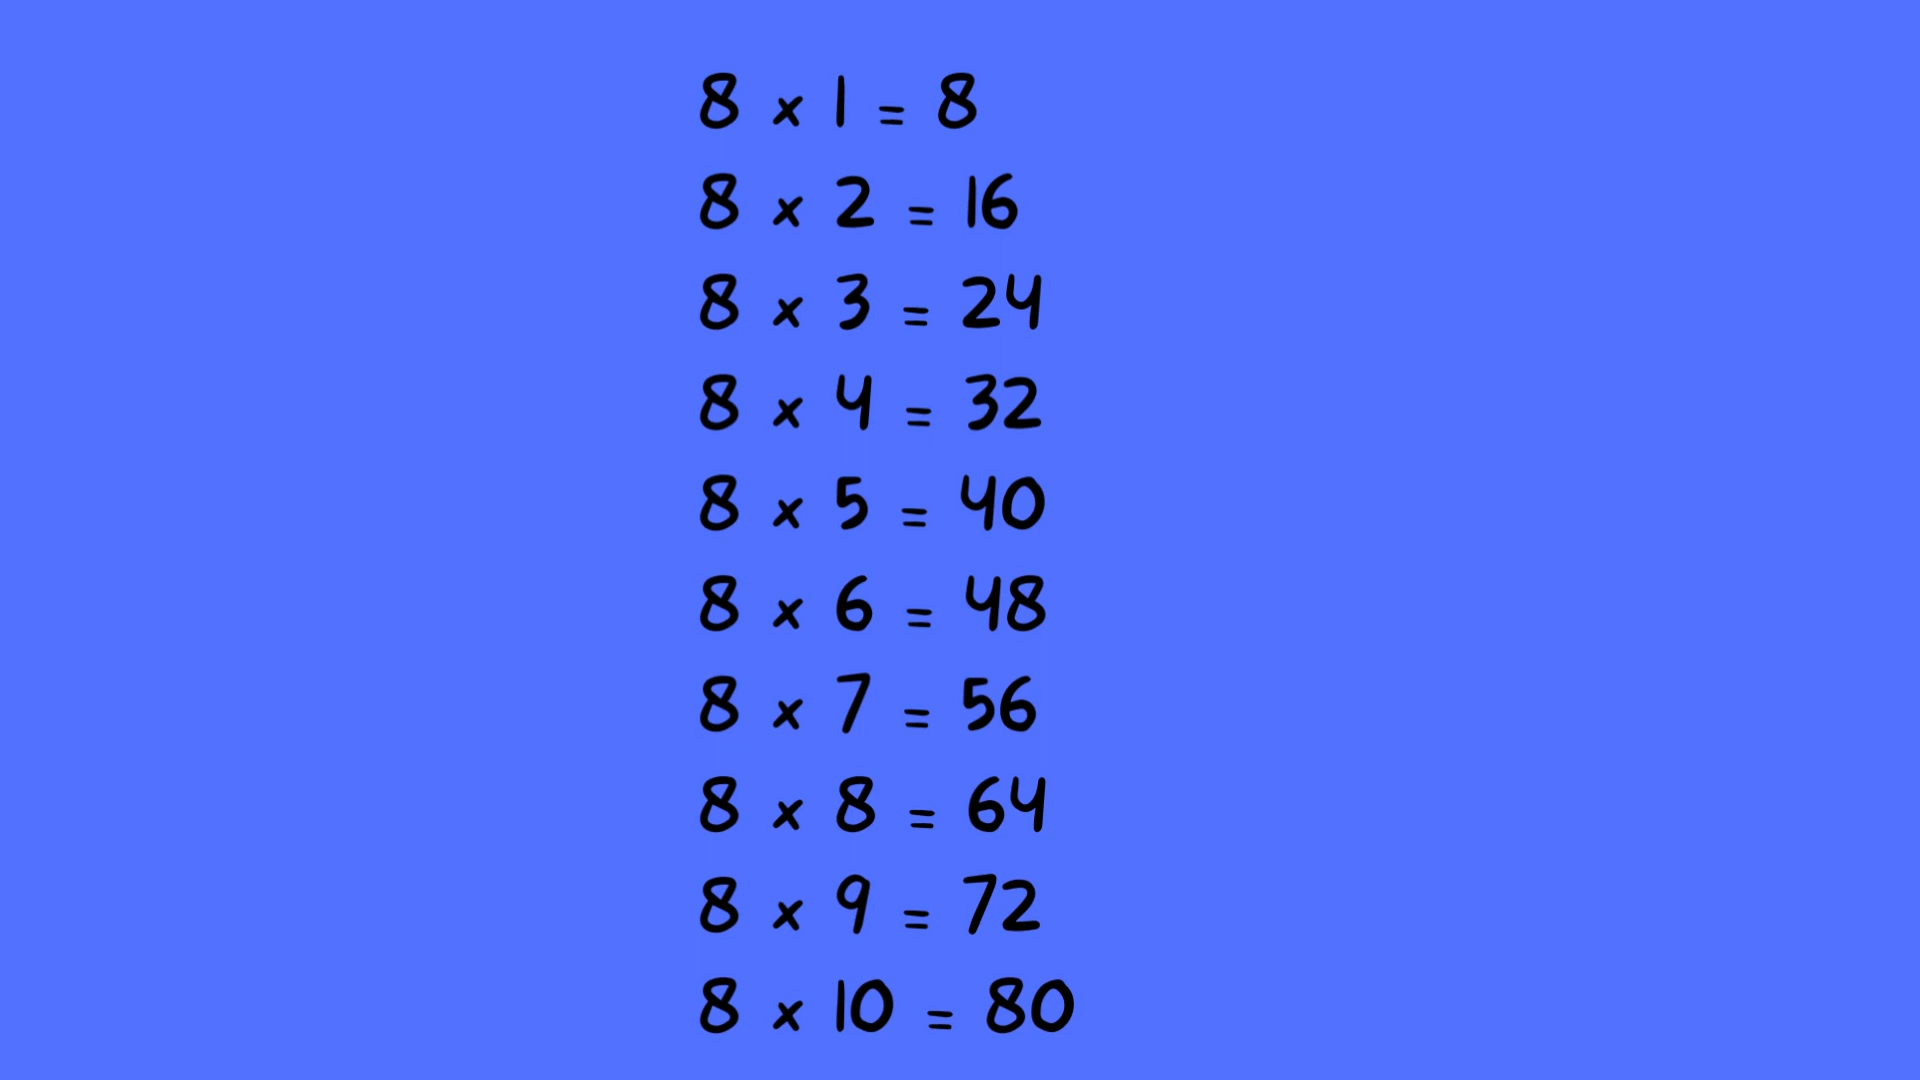 8 × 1 = 8
8 × 2 = 16
8 × 3 = 24
8 × 4 = 32
8 × 5 = 40
8 × 6 = 48
8 × 7 = 56
8 × 8 = 64
8 × 9 = 72
8 × 10 = 80